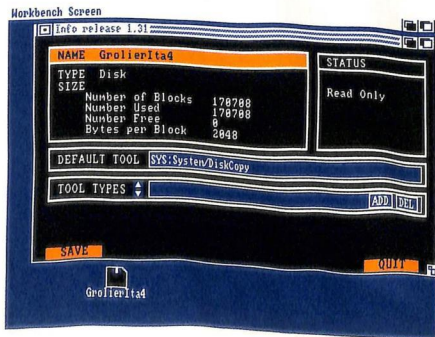 Workbench Screen
Info release 1.31
NAME GrolierIta4
TYPE Disk
SIZE
Number of Blocks 170708
Number Used 170708
Number Free 0
Bytes per Block 2048
STATUS
Read Only
DEFAULT TOOL SYS:System/DiskCopy
TOOL TYPES
ADD DEL
SAVE
QUIT
GrolierIta4